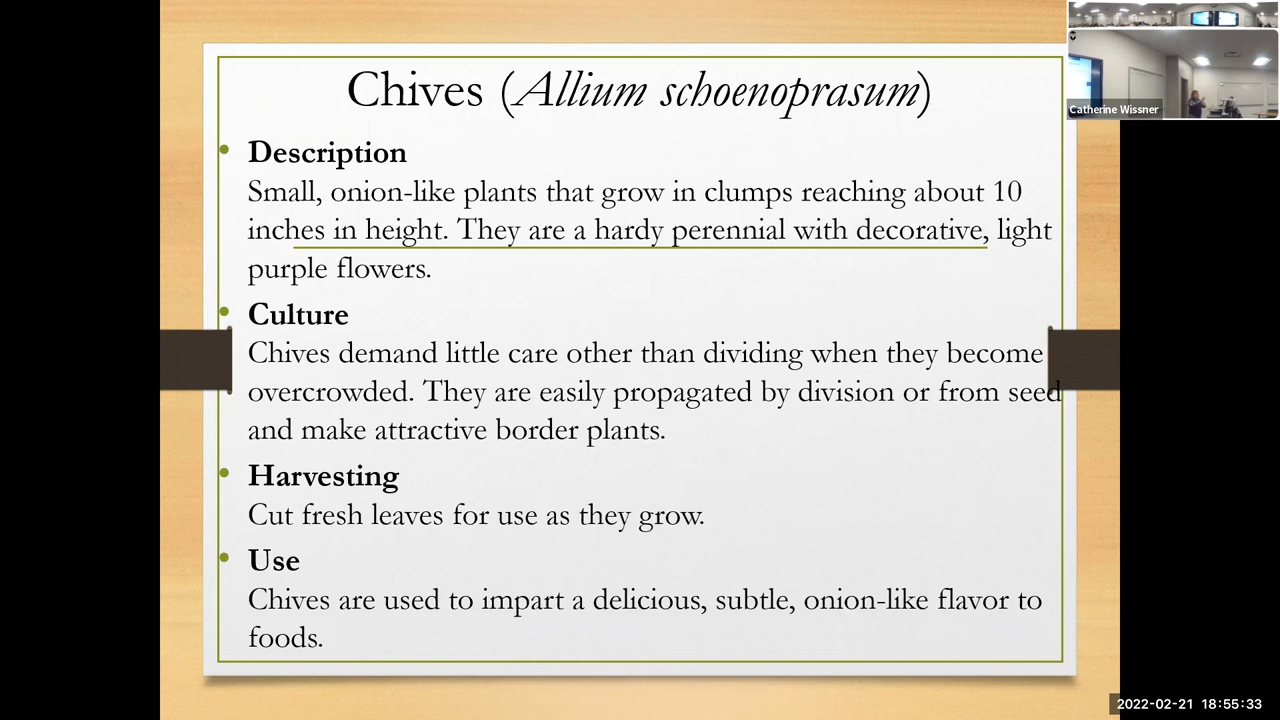 Chives (Allium schoenoprasum)
Catherine Wissner
• Description
Small, onion-like plants that grow in clumps reaching about 10
inches in height. They are a hardy perennial with decorative, light
purple flowers.
• Culture
Chives demand little care other than dividing when they become
overcrowded. They are easily propagated by division or from seed
and make attractive border plants.
• Harvesting
Cut fresh leaves for use as they grow.
• Use
Chives are used to impart a delicious, subtle, onion-like flavor to
foods.
2022-02-21 18:55:33